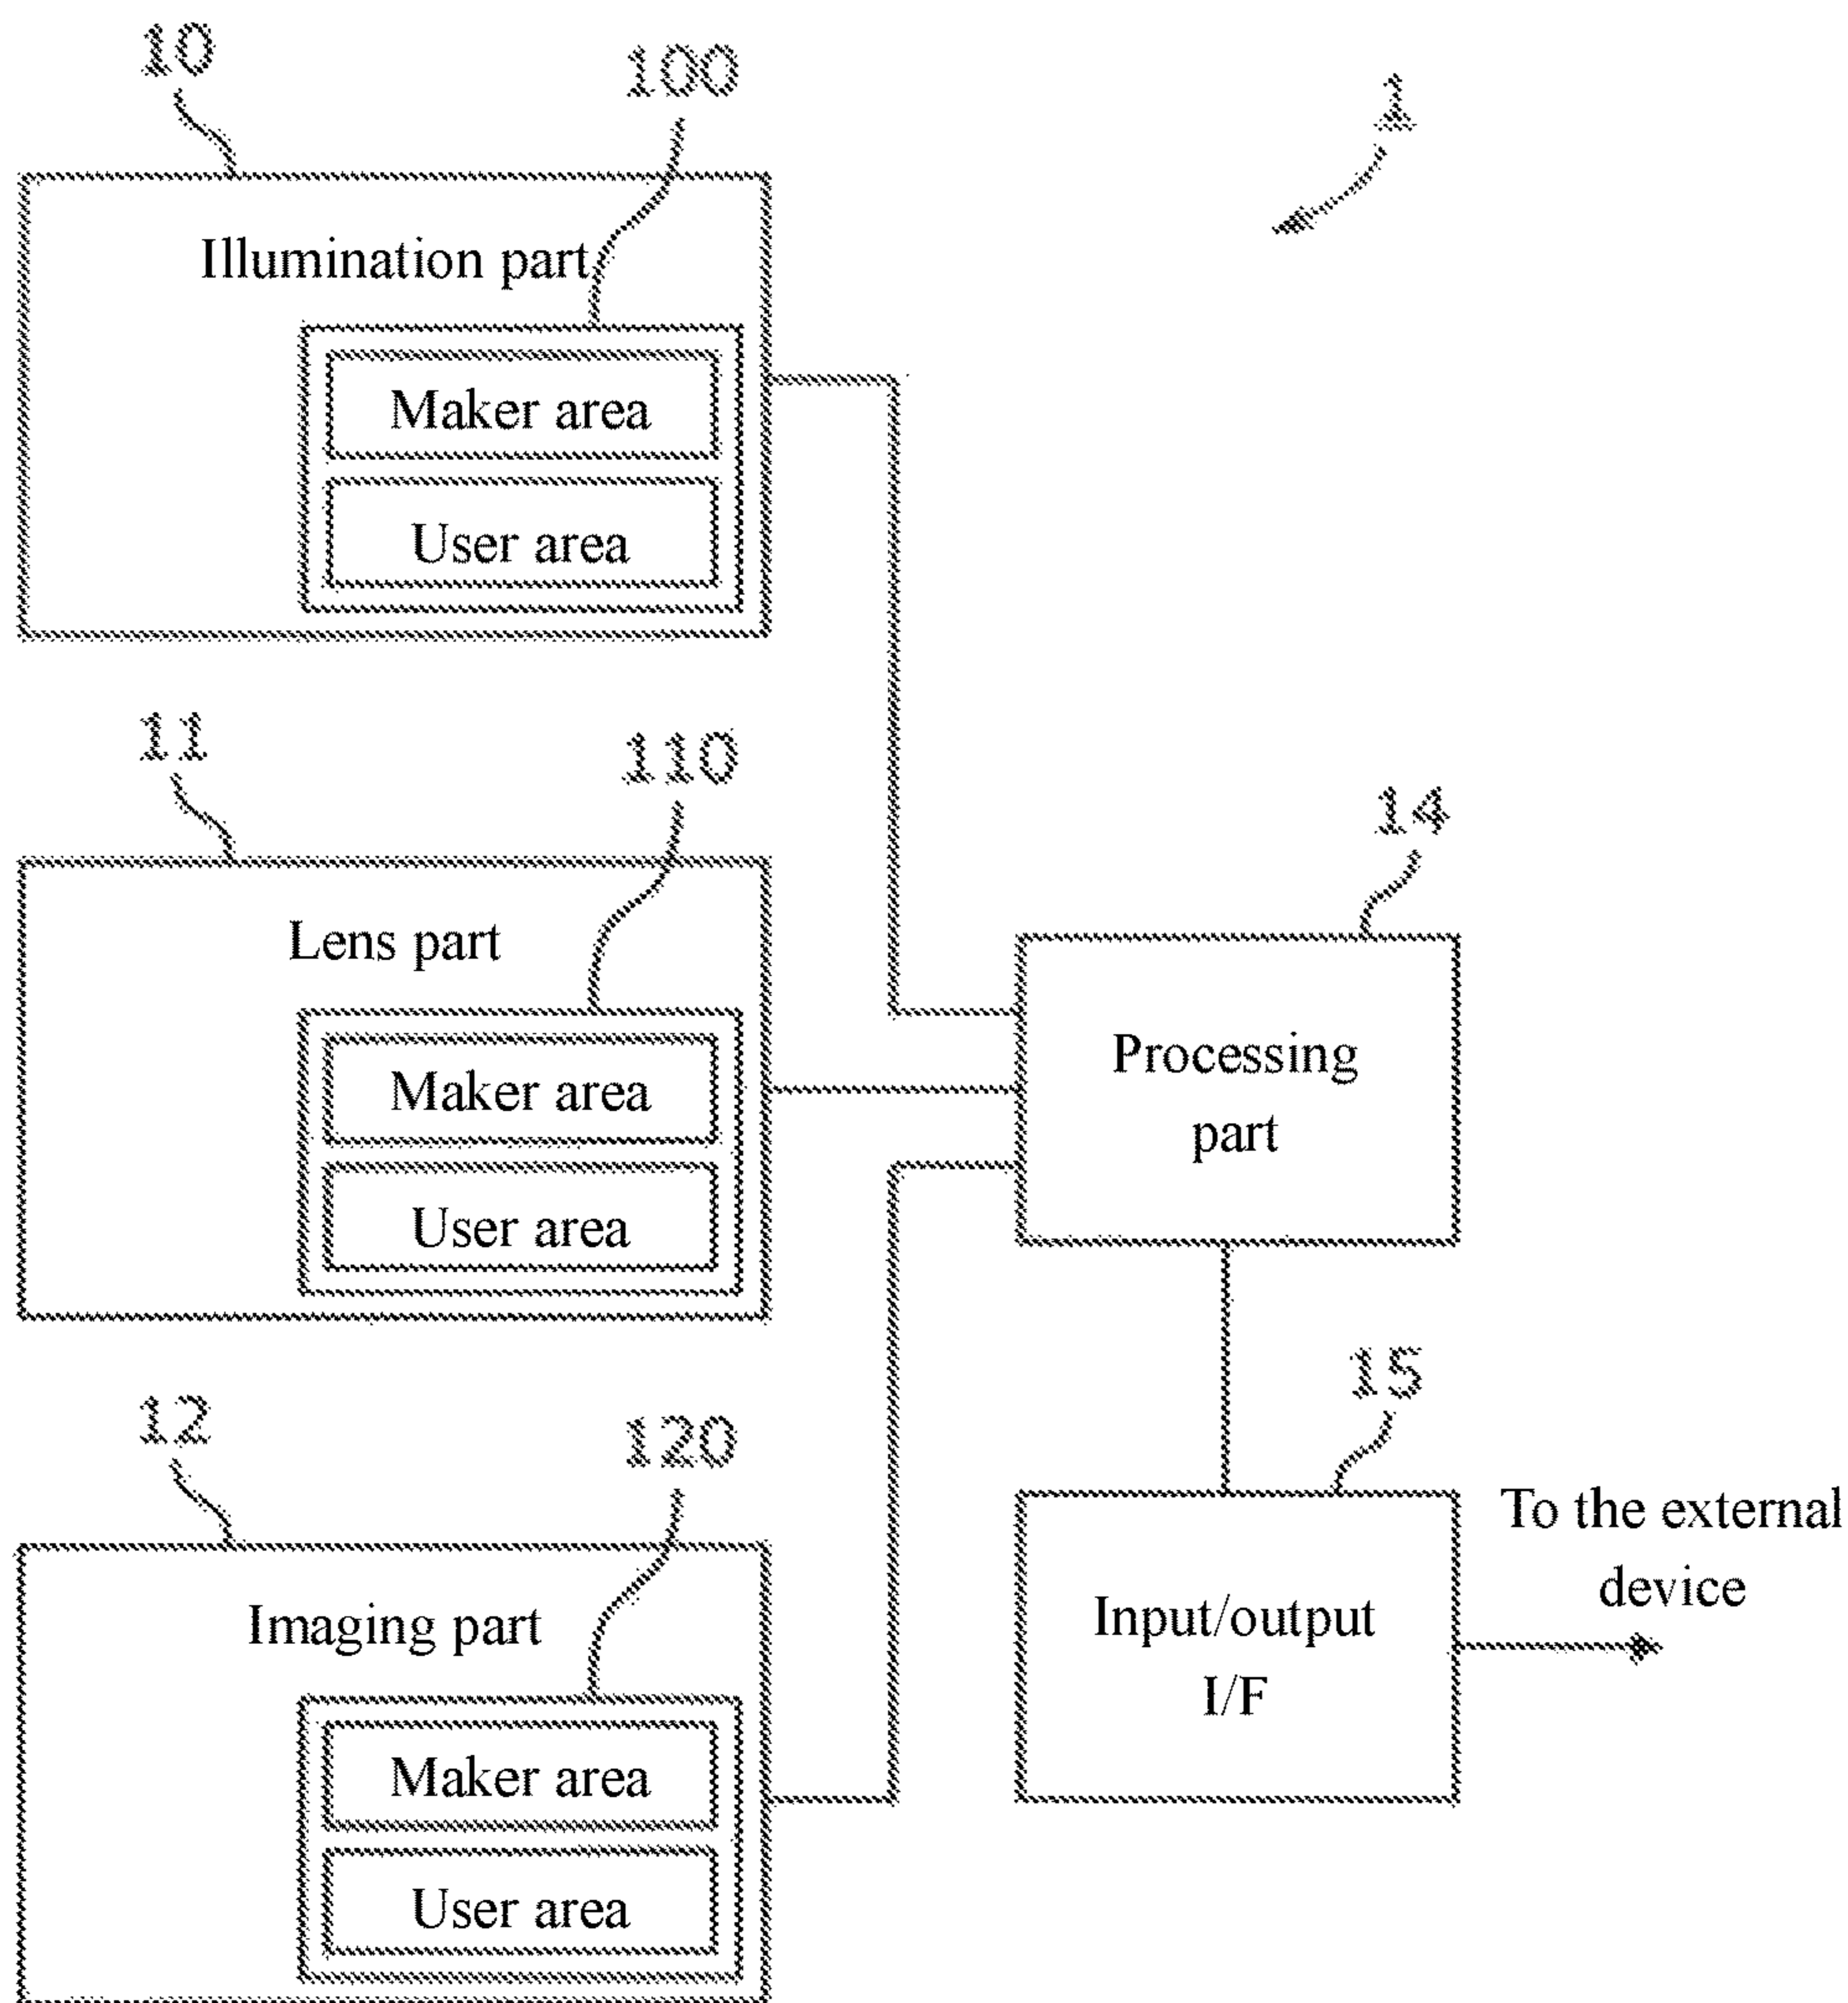 10
100
1
Illumination part
Maker area
User area
11
110
14
Lens part
Maker area
User area
Processing
part
12
120
15
To the external
device
Imaging part
Input/output
I/F
Maker area
User area